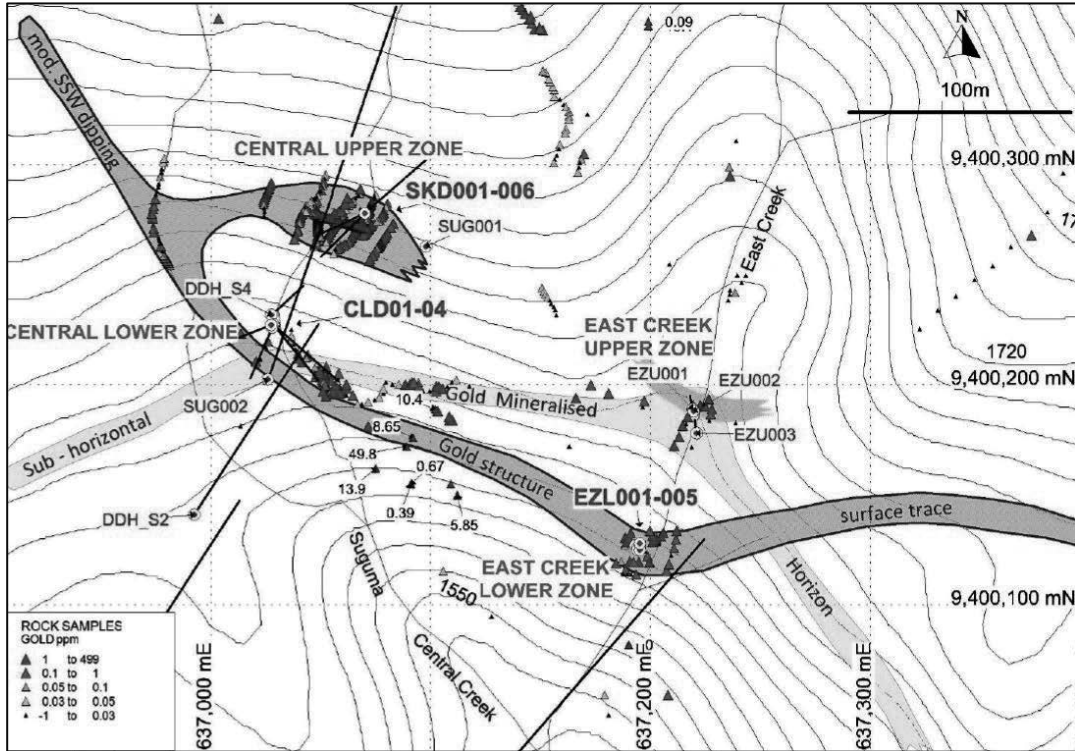 0.09
N
100m
mod. SSW dipping
CENTRAL UPPER ZONE
9,400,300 mN
SKD001-006
SUG001
East Creek
DDH_S4
CLD01-04
CENTRAL LOWER ZONE
EAST CREEK
UPPER ZONE
1720
EZU001
EZU002
9,400,200 mN
SUG002
10.4
Gold Mineralised
EZU003
Sub - horizontal
8.65
Gold structure
49.8
0.67
13.9
EZL001-005
0.39
5.85
DDH_S2
surface trace
Suguma
EAST CREEK
LOWER ZONE
1550
Horizon
9,400,100 mN
Central Creek
0
637,000 mE
637,200 mE
637,300 mE
ROCK SAMPLES
GOLD ppm
1 to 499
0.1 to 1
0.05 to 0.1
0.03 to 0.05
-1 to 0.03